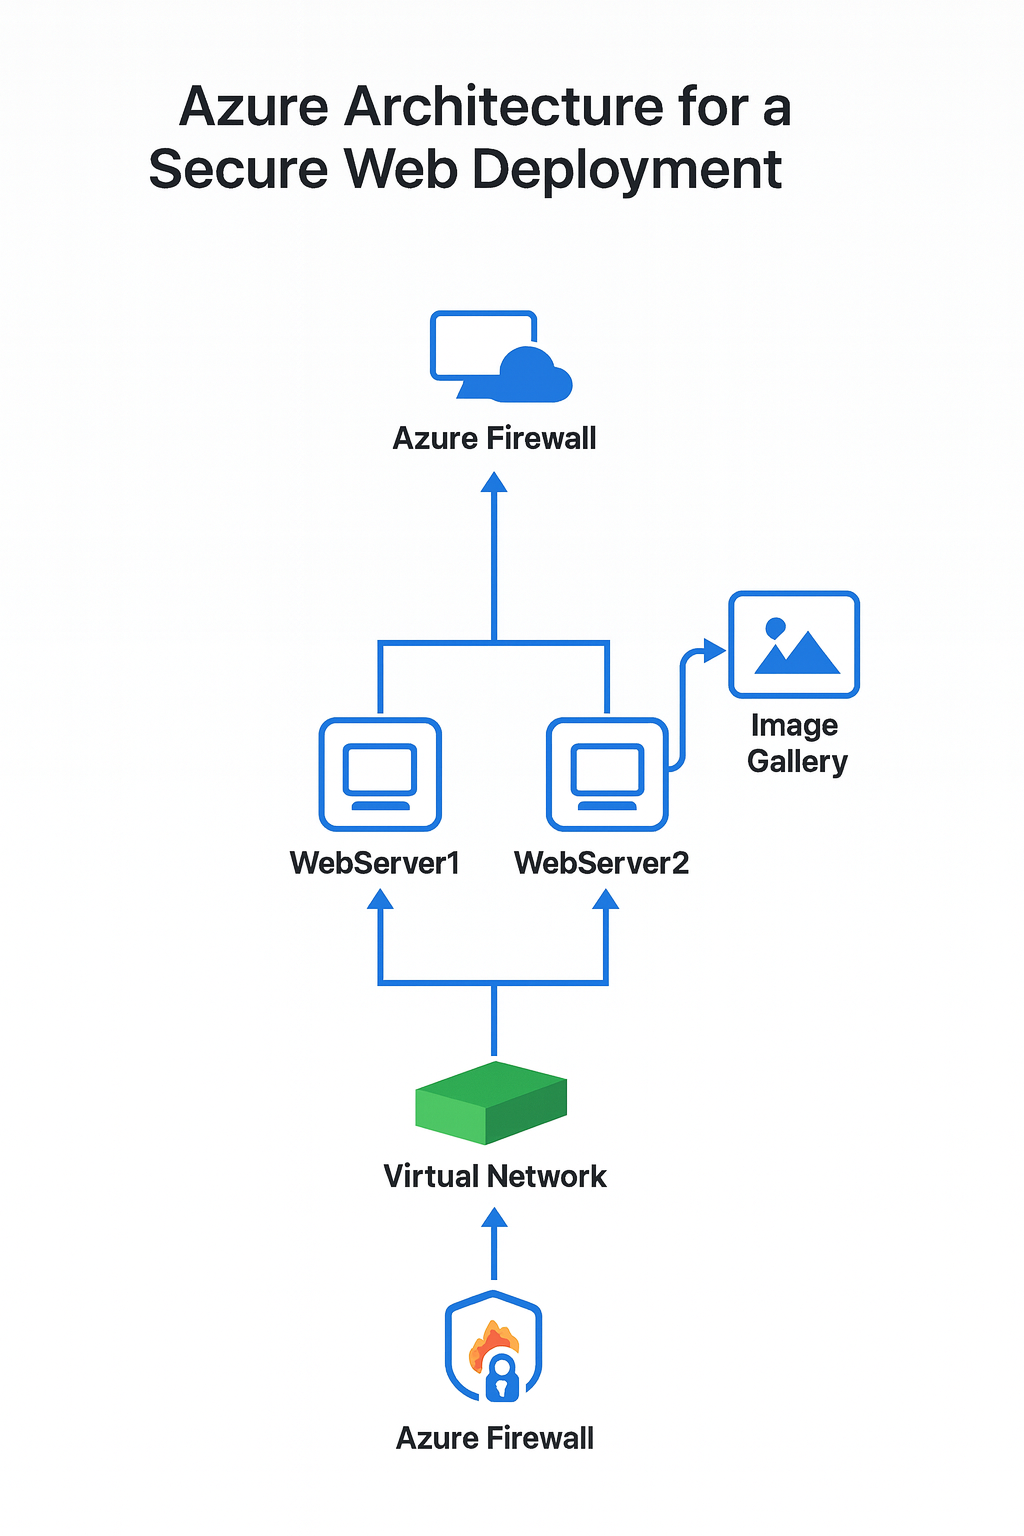 Azure Architecture for a
Secure Web Deployment
Azure Firewall
Image
Gallery
WebServer1
WebServer2
Virtual Network
Azure Firewall